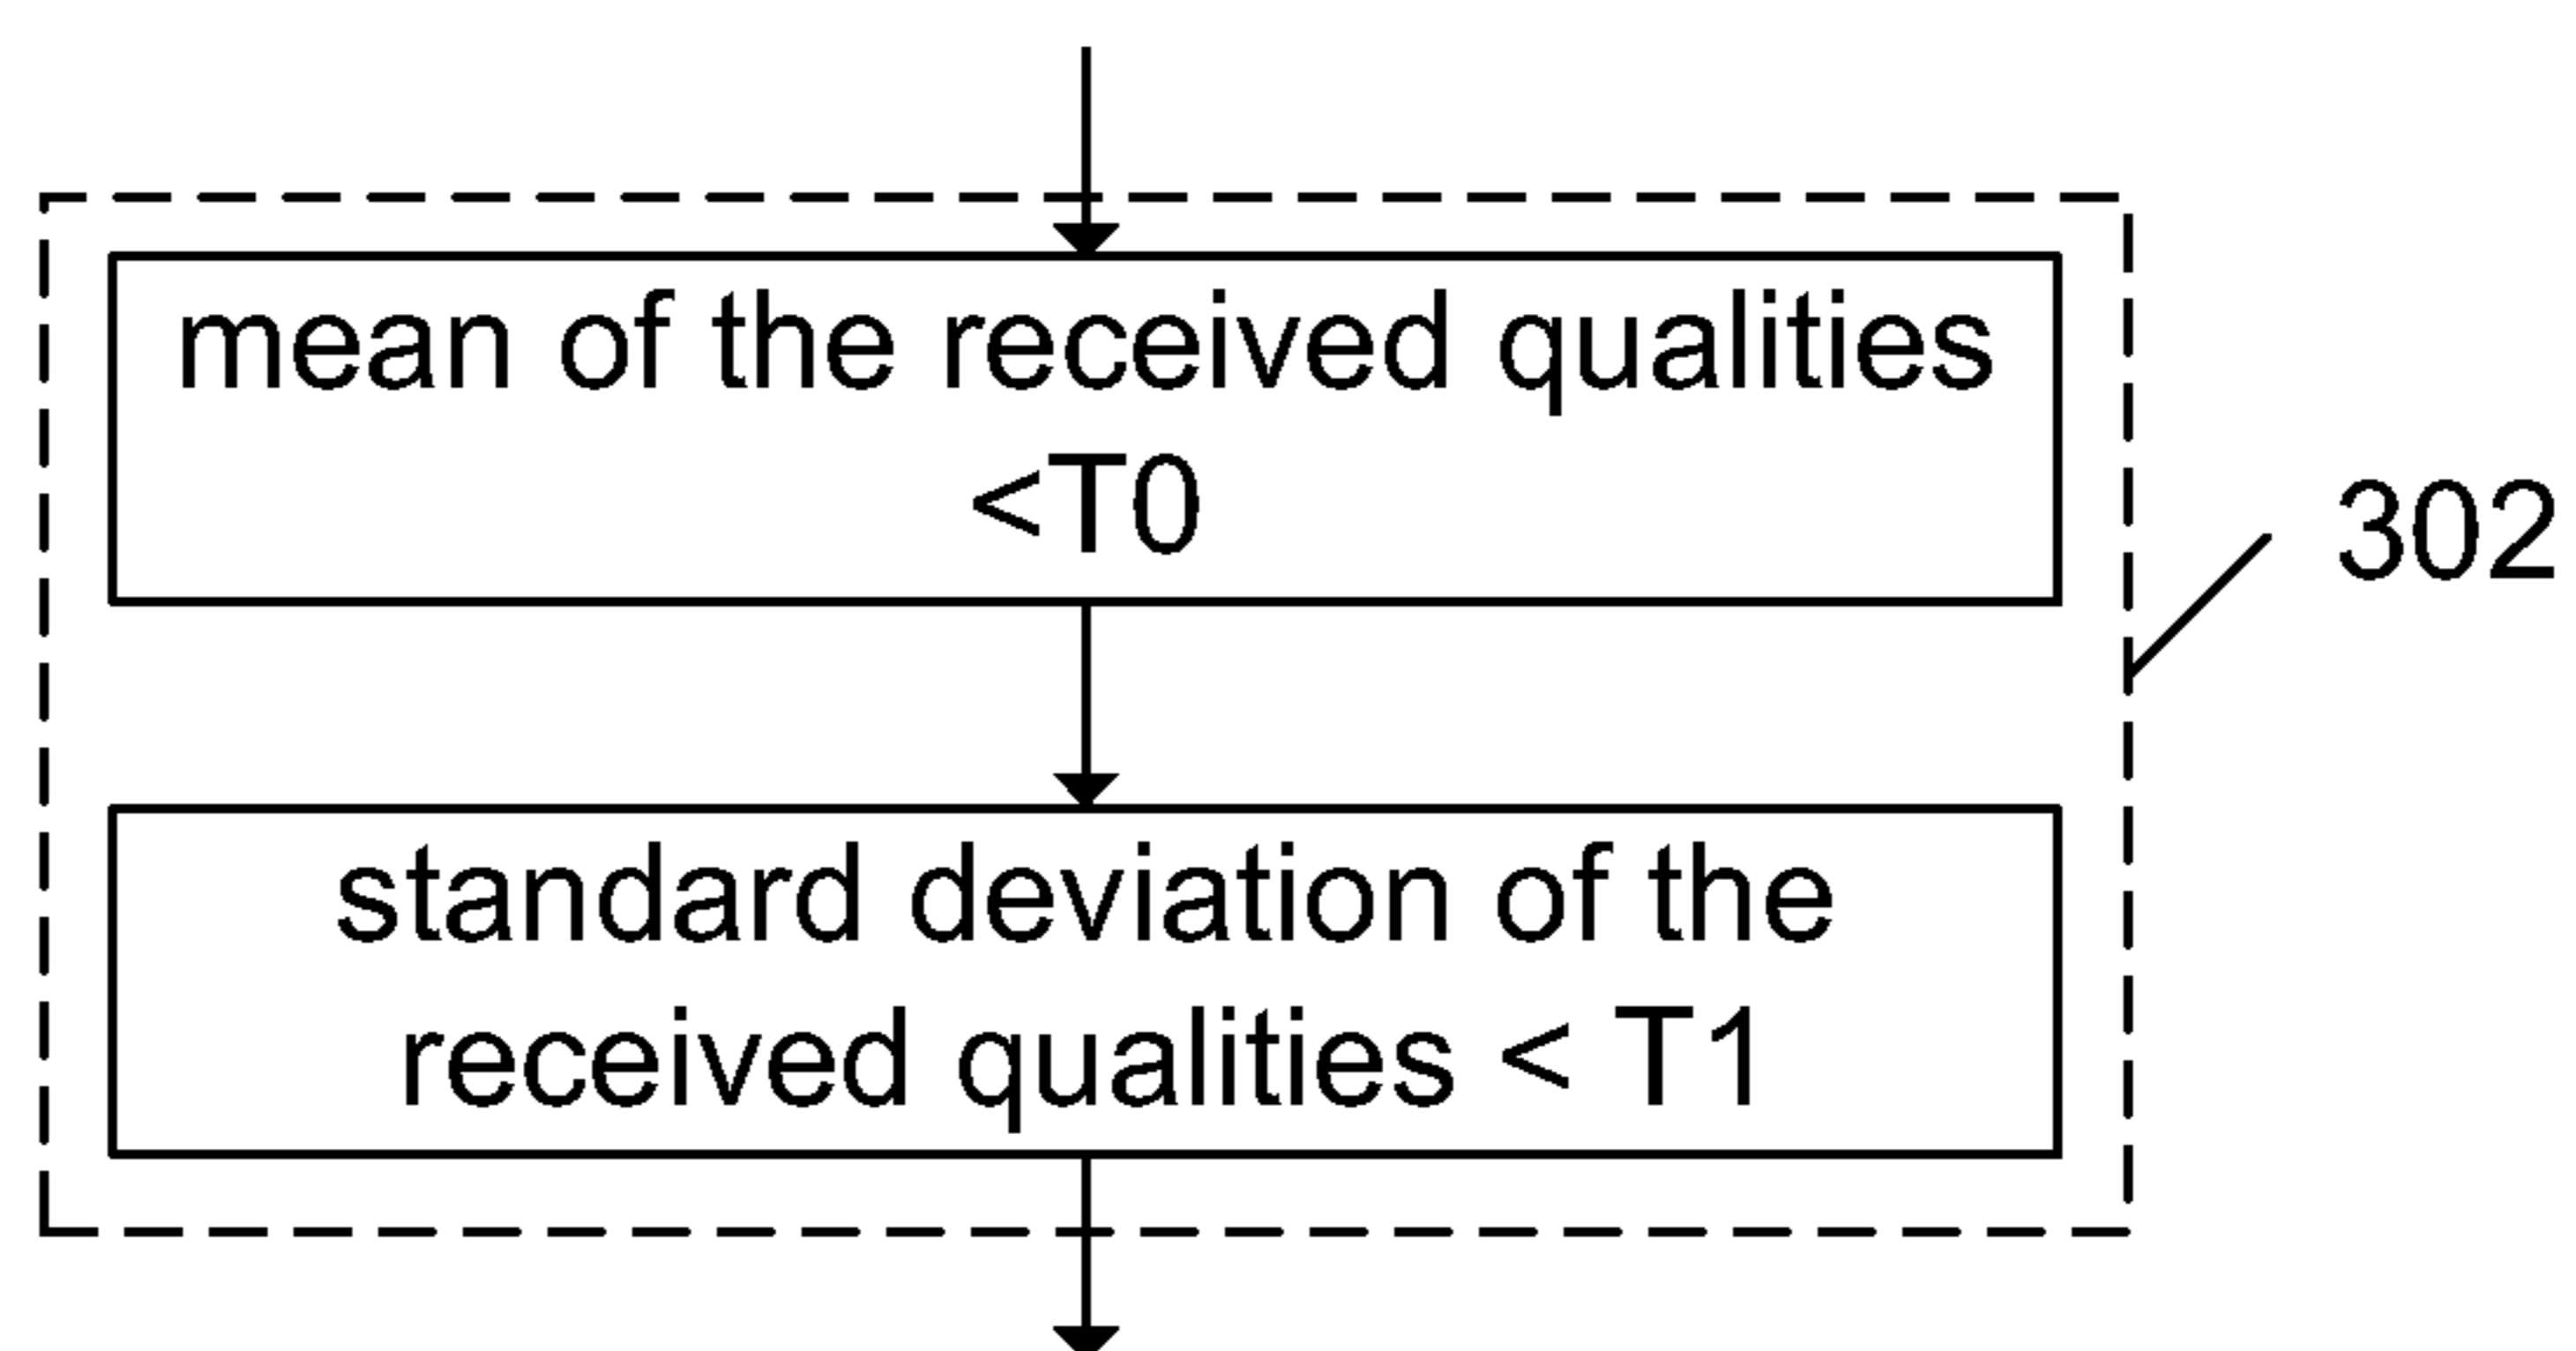 mean of the received qualities
<T0
302
standard deviation of the
received qualities < T1